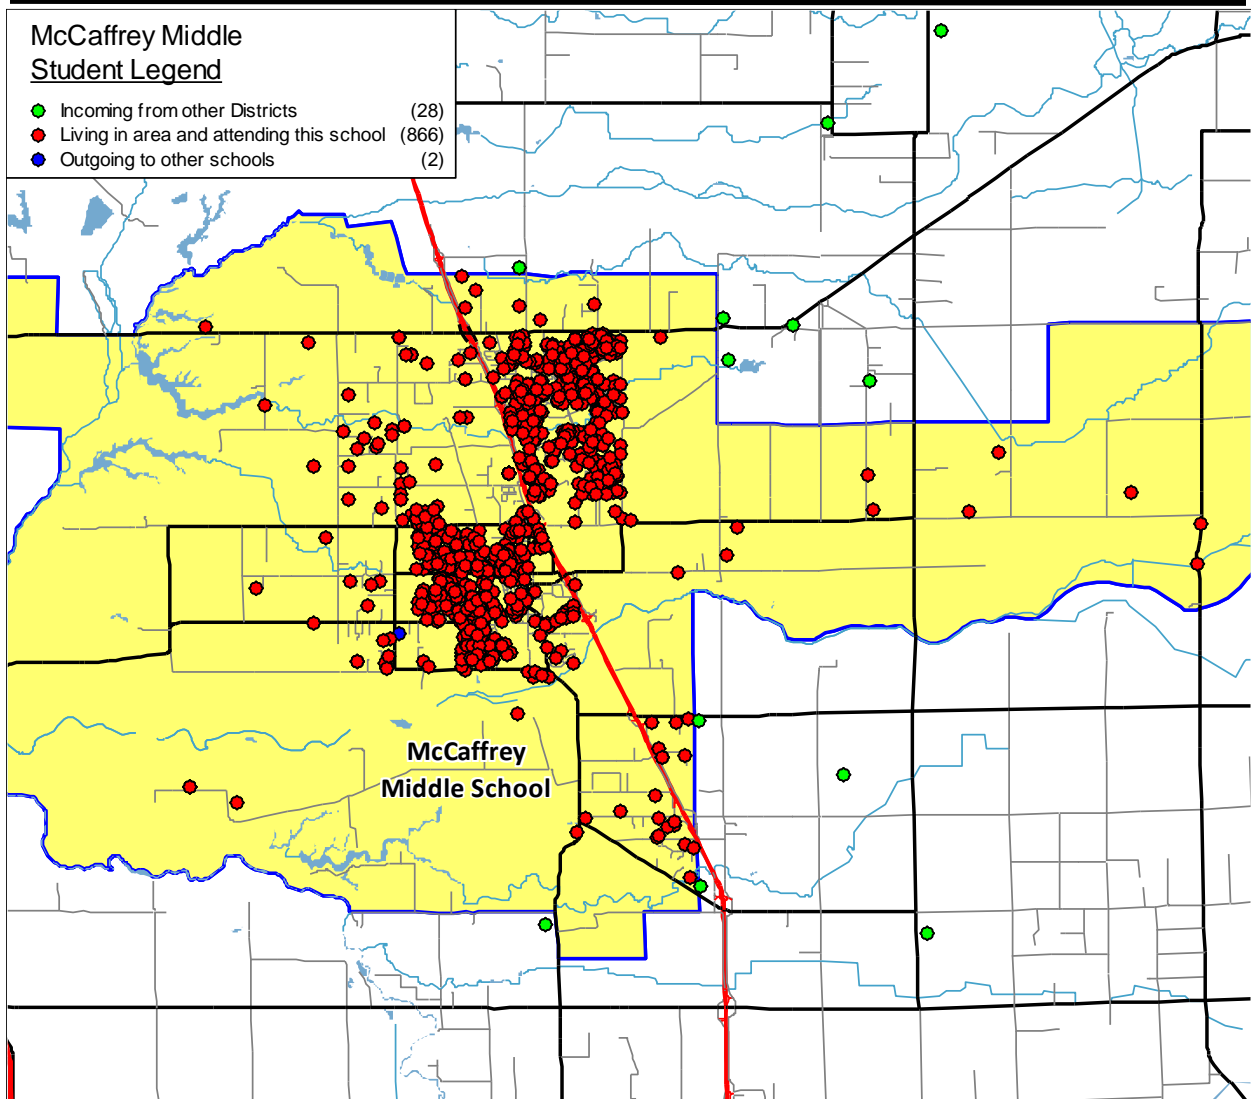 McCaffrey Middle
Student Legend
Incoming from other Districts (28)
Living in area and attending this school (866)
Outgoing to other schools (2)
McCaffrey
Middle School